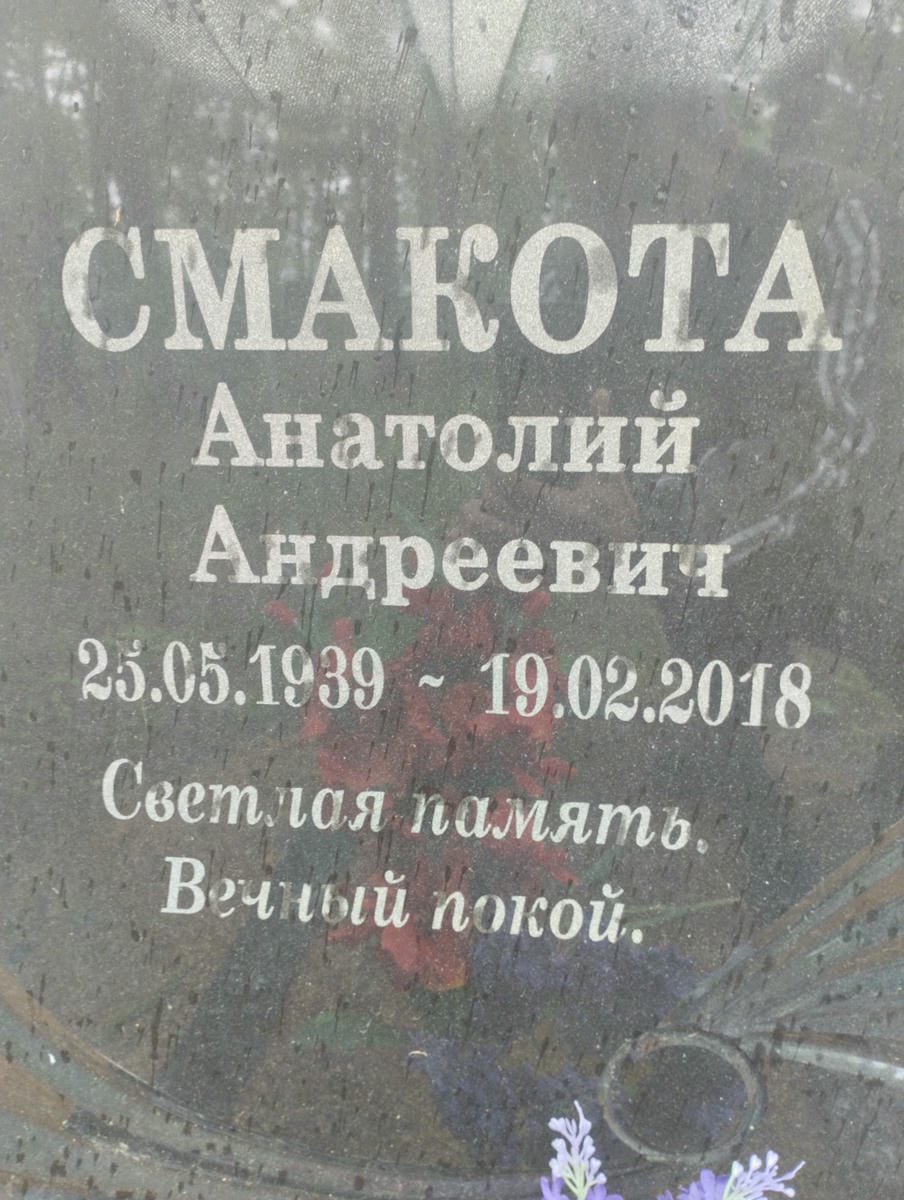 СМАКОТА
Анатолий
Андреевич
25.05.1939 ~ 19.02.2018
Светлая память.
Вечный покой.